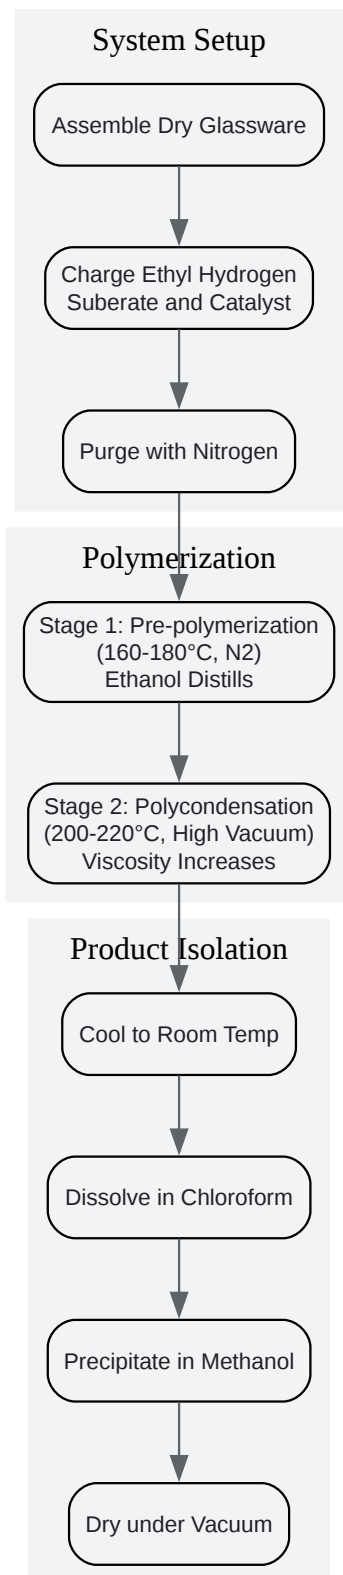 System Setup
Assemble Dry Glassware
Charge Ethyl Hydrogen
Suberate and Catalyst
Purge with Nitrogen
Polymerization
Stage 1: Pre-polymerization
(160-180°C, N2)
Ethanol Distills
Stage 2: Polycondensation
(200-220°C, High Vacuum)
Viscosity Increases
Product Isolation
Cool to Room Temp
Dissolve in Chloroform
Precipitate in Methanol
Dry under Vacuum